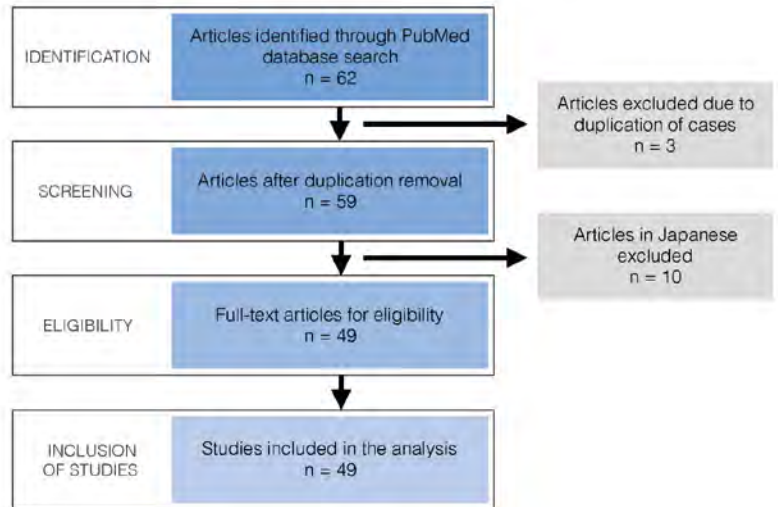 IDENTIFICATION
Articles identified through PubMed
database search
n = 62
Articles excluded due to
duplication of cases
n = 3
SCREENING
Articles after duplication removal
n = 59
Articles in Japanese
excluded
n = 10
ELIGIBILITY
Full-text articles for eligibility
n = 49
INCLUSION
OF STUDIES
Studies included in the analysis
n = 49